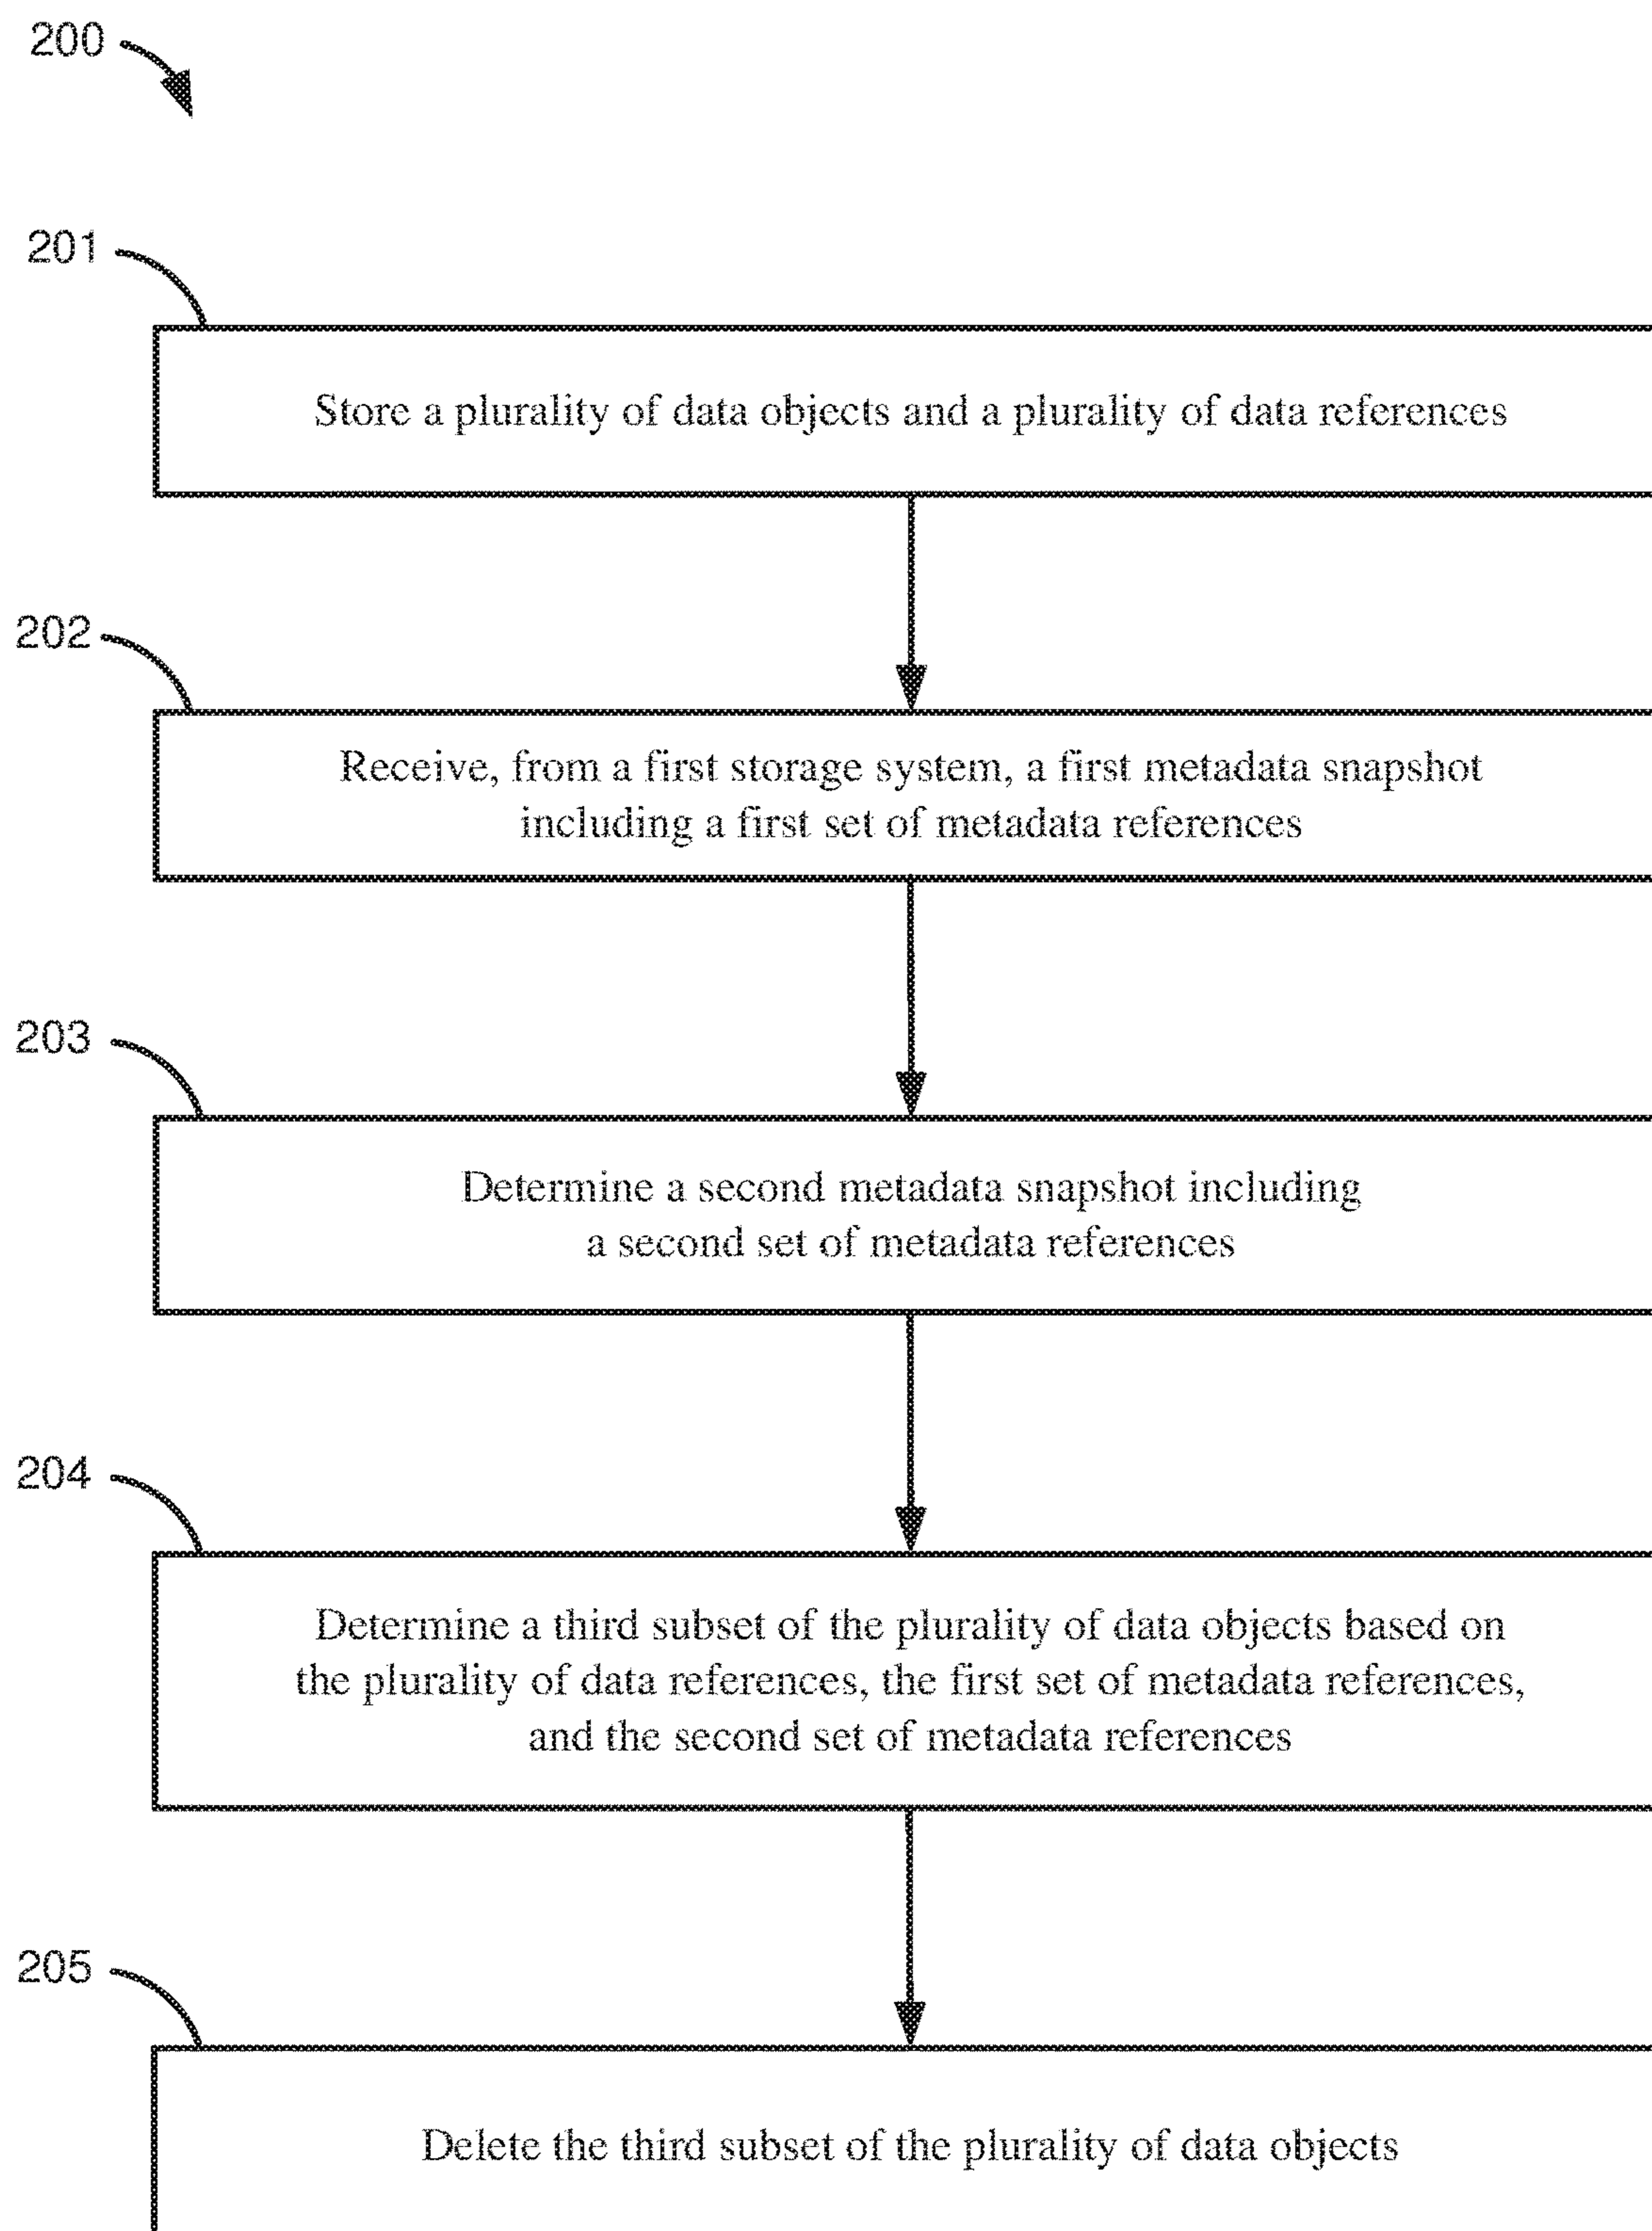 200
201
Store a plurality of data objects and a plurality of data references
202
Receive, from a first storage system, a first metadata snapshot
including a first set of metadata references
203
Determine a second metadata snapshot including
a second set of metadata references
204
Determine a third subset of the plurality of data objects based on
the plurality of data references, the first set of metadata references,
and the second set of metadata references
205
Delete the third subset of the plurality of data objects